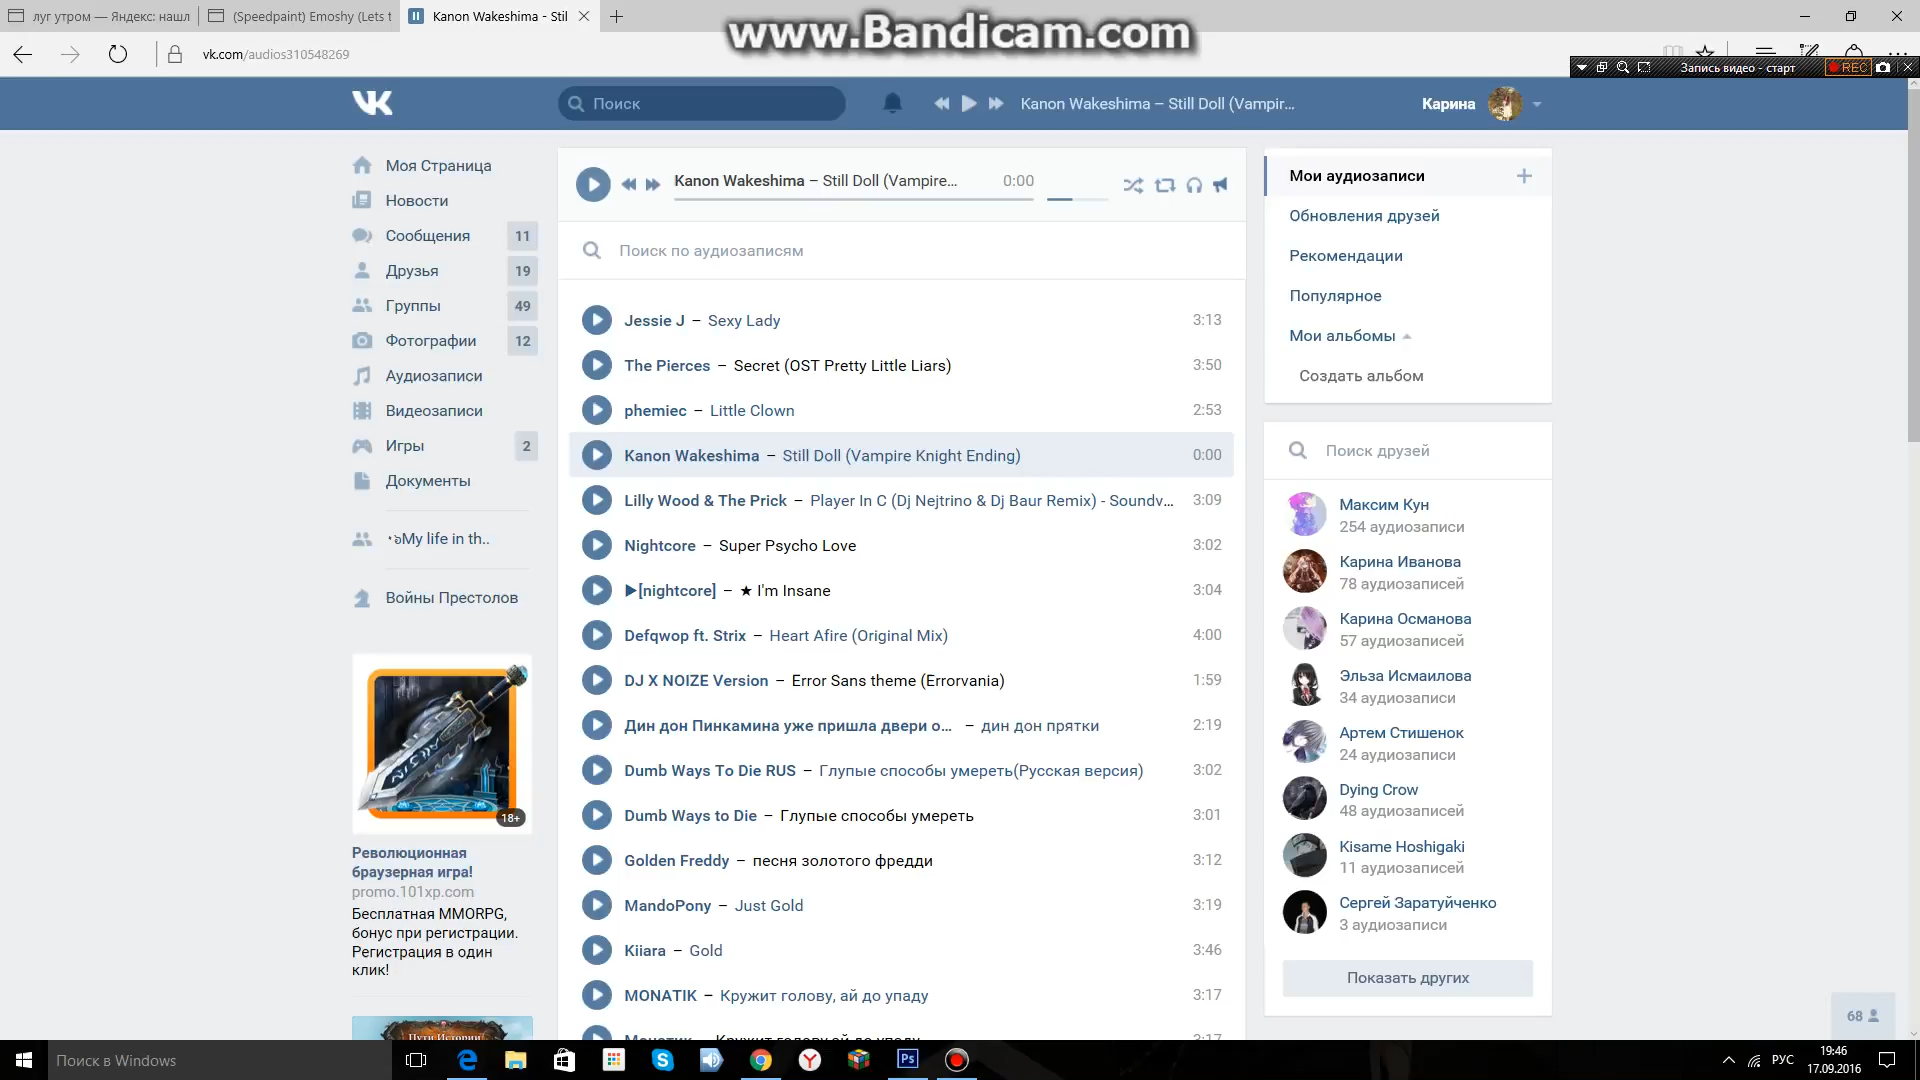 луг утром — Яндекс: нашл
(Speedpaint) Emoshy (Lets t
Kanon Wakeshima - Stil
www.Bandicam.com
vk.com/audios310548269
Запись видео - старт
REC
Поиск
Kanon Wakeshima – Still Doll (Vampir...
Карина
Моя Страница
Новости
Сообщения 11
Друзья 19
Группы 49
Фотографии 12
Аудиозаписи
Видеозаписи
Игры 2
Документы
My life in th..
Войны Престолов
18+
Революционная
браузерная игра!
promo.101xp.com
Бесплатная MMORPG,
бонус при регистрации.
Регистрация в один
клик!
Пути Истории
Kanon Wakeshima – Still Doll (Vampire... 0:00
Поиск по аудиозаписям
Jessie J – Sexy Lady 3:13
The Pierces – Secret (OST Pretty Little Liars) 3:50
phemiec – Little Clown 2:53
Kanon Wakeshima – Still Doll (Vampire Knight Ending) 0:00
Lilly Wood & The Prick – Player In C (Dj Nejtrino & Dj Baur Remix) - Soundv... 3:09
Nightcore – Super Psycho Love 3:02
▶[nightcore] – ★ I'm Insane 3:04
Defqwop ft. Strix – Heart Afire (Original Mix) 4:00
DJ X NOIZE Version – Error Sans theme (Errorvania) 1:59
Дин дон Пинкамина уже пришла двери о... – дин дон прятки 2:19
Dumb Ways To Die RUS – Глупые способы умереть(Русская версия) 3:02
Dumb Ways to Die – Глупые способы умереть 3:01
Golden Freddy – песня золотого фредди 3:12
MandoPony – Just Gold 3:19
Kiiara – Gold 3:46
MONATIK – Кружит голову, ай до упаду 3:17
Монатик – Кружит голову ай до упаду 3:17
Мои аудиозаписи
Обновления друзей
Рекомендации
Популярное
Мои альбомы
Создать альбом
Поиск друзей
Максим Кун
254 аудиозаписи
Карина Иванова
78 аудиозаписей
Карина Османова
57 аудиозаписей
Эльза Исмаилова
34 аудиозаписи
Артем Стишенок
24 аудиозаписи
Dying Crow
48 аудиозаписей
Kisame Hoshigaki
11 аудиозаписей
Сергей Заратуйченко
3 аудиозаписи
Показать других
68
Поиск в Windows
Ps
РУС
19:46
17.09.2016